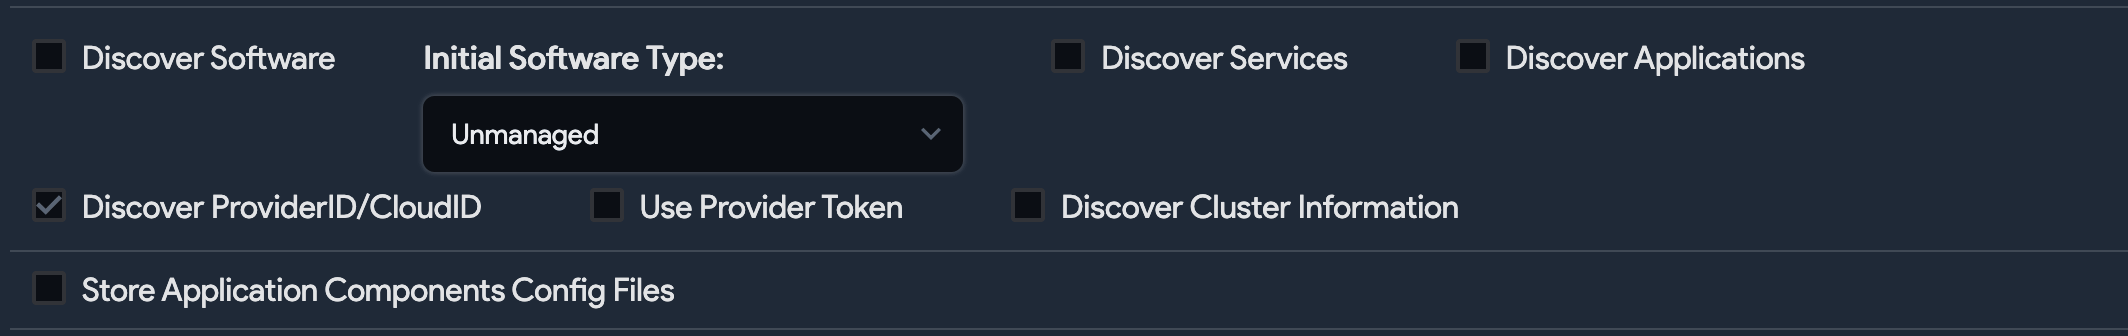 Discover Software
Initial Software Type:
Discover Services
Discover Applications
Unmanaged
Discover ProviderID/CloudID
Use Provider Token
Discover Cluster Information
Store Application Components Config Files